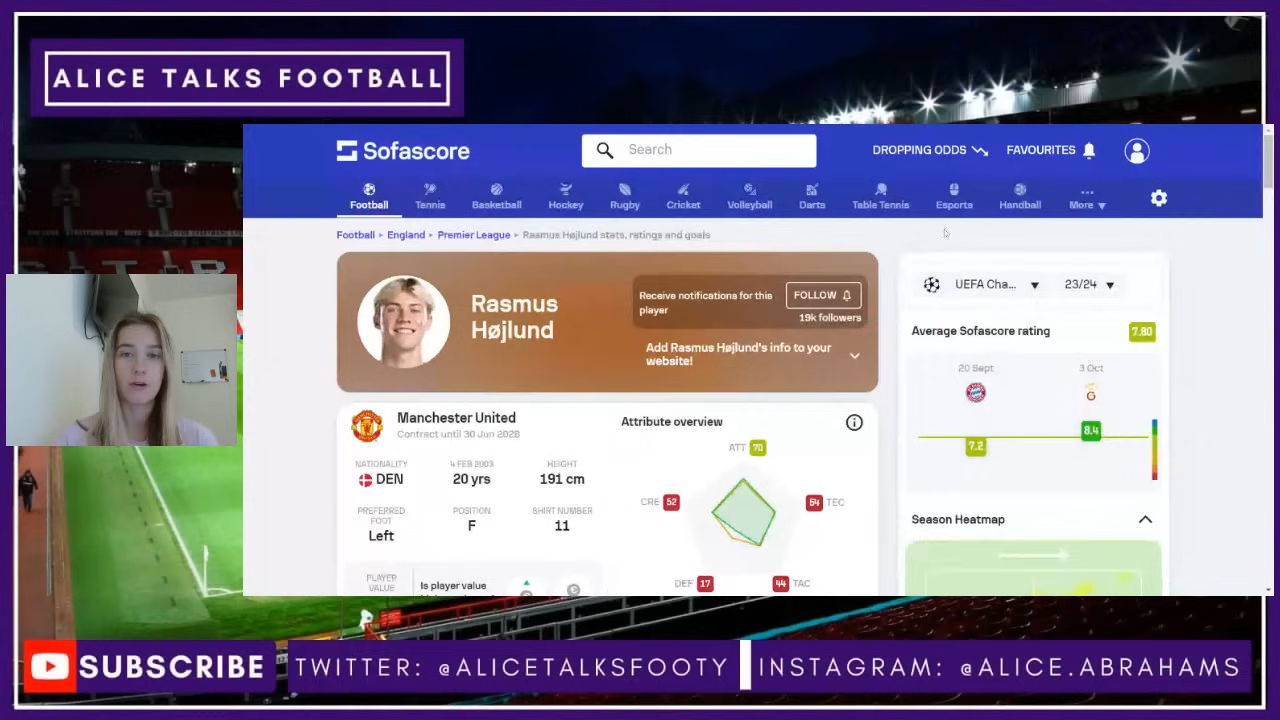 ALICE TALKS FOOTBALL
Sofascore
Search
DROPPING ODDS
FAVOURITES
Football
Tennis
Basketball
Hockey
Rugby
Cricket
Volleyball
Darts
Table Tennis
Esports
Handball
More
Football
England
Premier League
Rasmus Højlund stats, ratings and goals
Rasmus
Højlund
Receive notifications for this
player
FOLLOW
19k followers
Add Rasmus Højlund's info to your
website!
UEFA Cha...
23/24
Average Sofascore rating
7.80
20 Sept
3 Oct
7.2
8.4
Season Heatmap
Manchester United
Contract until 30 Jun 2028
NATIONALITY
DEN
4 FEB 2003
20 yrs
HEIGHT
191 cm
PREFERRED
FOOT
Left
POSITION
F
SHIRT NUMBER
11
PLAYER
VALUE
Is player value
Attribute overview
ATT 70
CRE 52
54 TEC
DEF 17
44 TAC
SUBSCRIBE
TWITTER: @ALICETALKSFOOTY
INSTAGRAM: @ALICE.ABRAHAMS